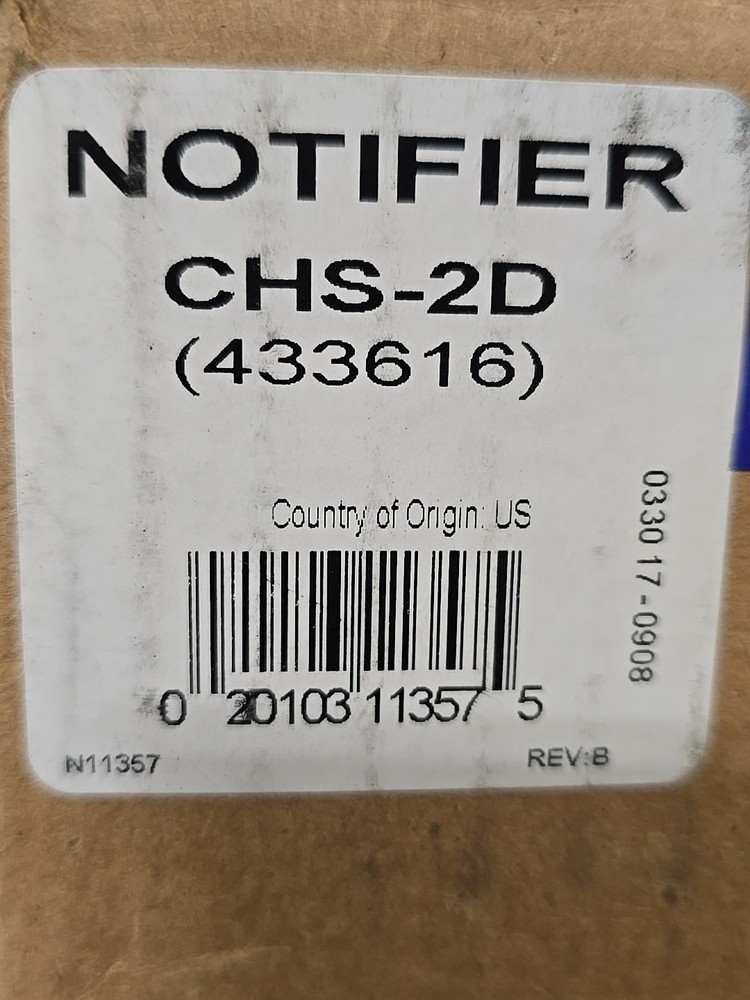 NOTIFIER
CHS-2D
(433616)
Country of Origin: US
0330 17-0908
0 20103 11357 5
N11357
REV:B